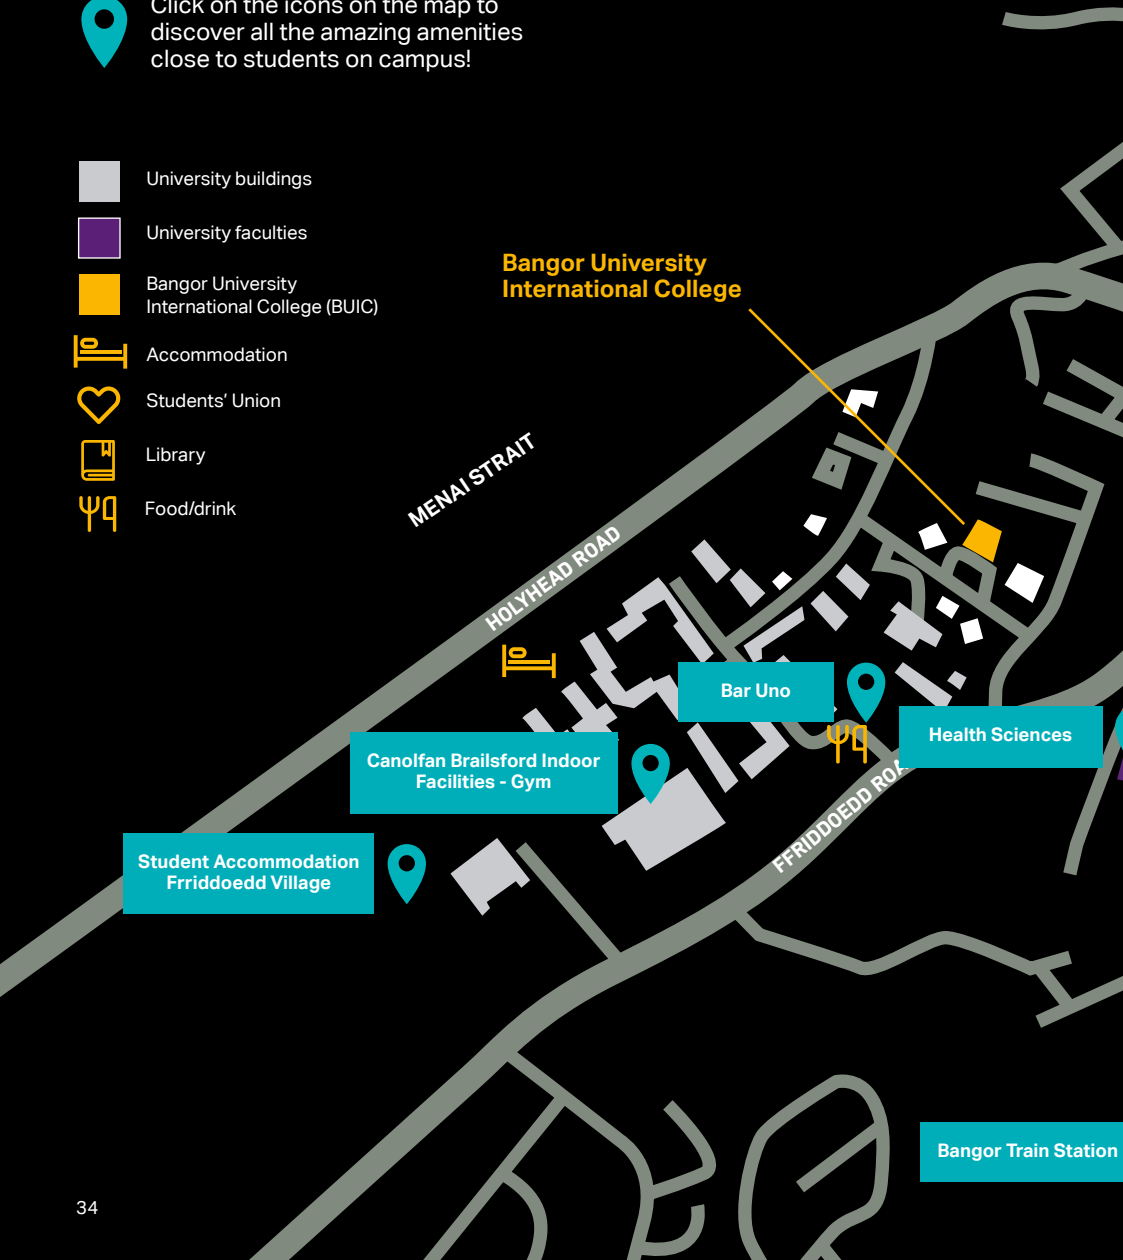 Click on the icons on the map to
discover all the amazing amenities
close to students on campus!
University buildings
University faculties
Bangor University
International College (BUIC)
Accommodation
Students’ Union
Library
Food/drink
Bangor University
International College
MENAI STRAIT
HOLYHEAD ROAD
Bar Uno
Health Sciences
Canolfan Brailsford Indoor
Facilities - Gym
FFRIDDOEDD ROA
Student Accommodation
Frriddoedd Village
Bangor Train Station
34